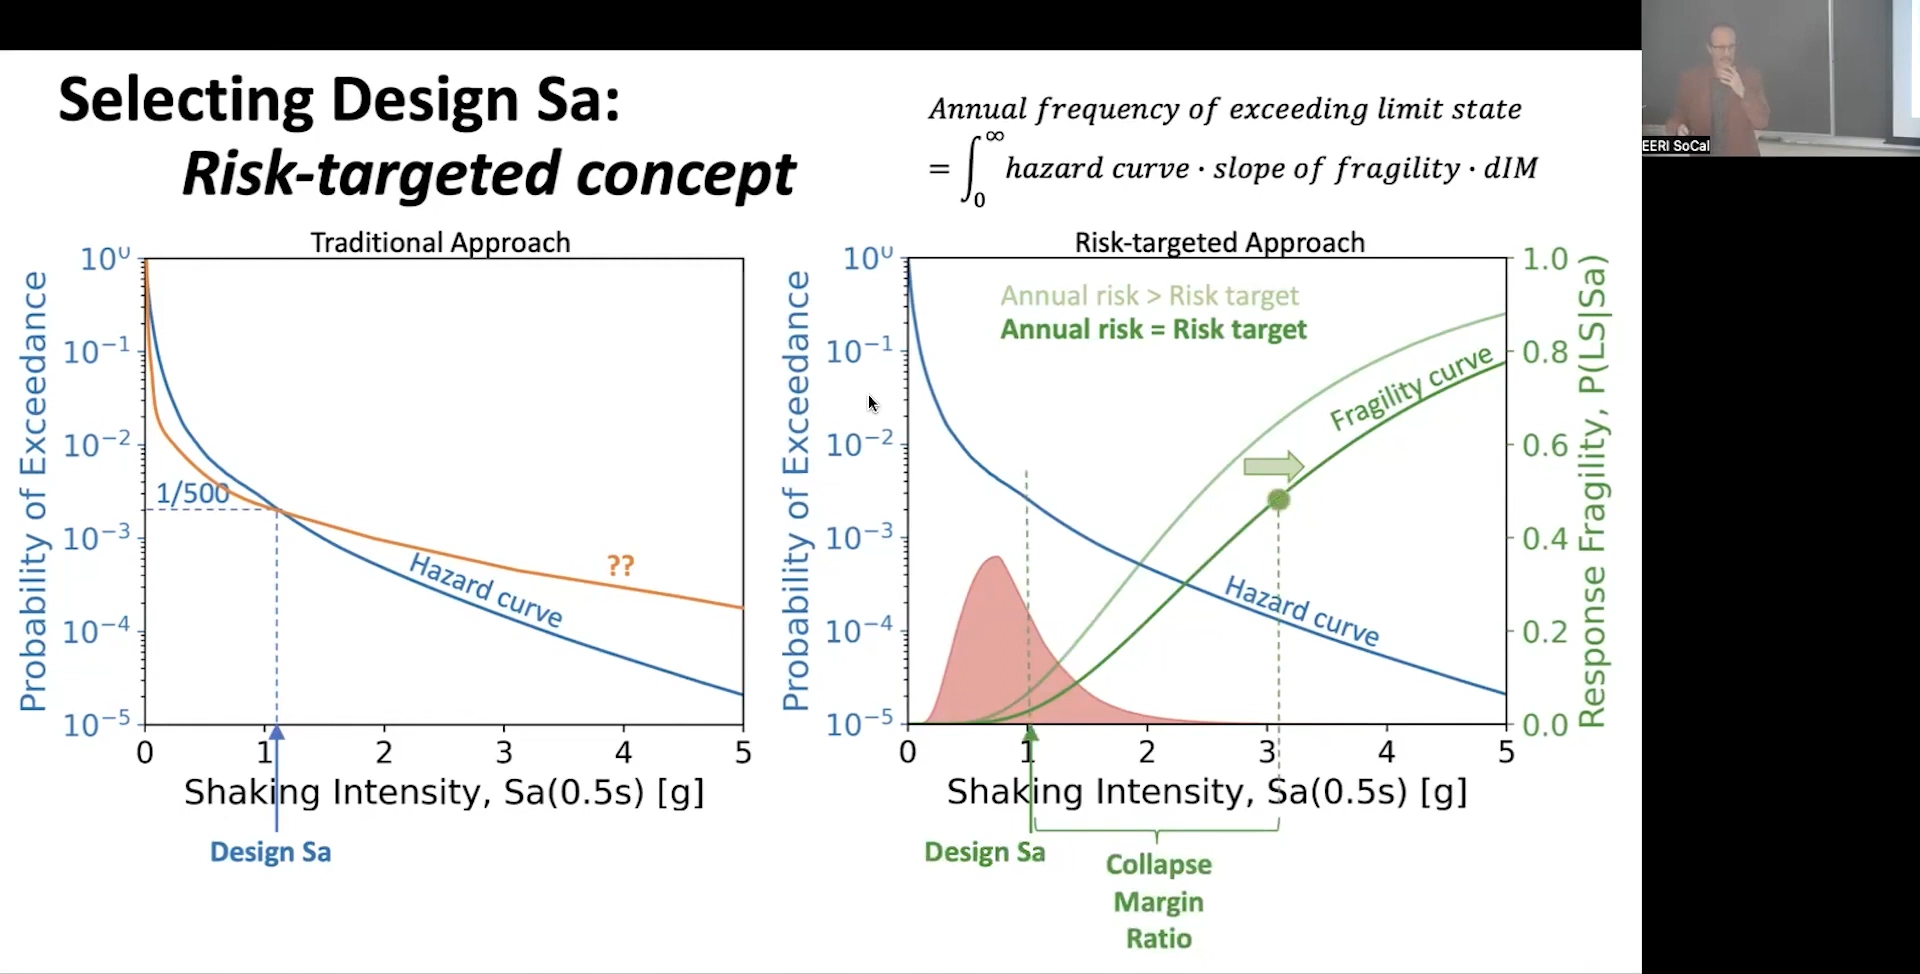 Selecting Design Sa:
Risk-targeted concept
Annual frequency of exceeding limit state
= ∫₀^∞ hazard curve · slope of fragility · dIM
EERI SoCal
Traditional Approach
Probability of Exceedance
10⁰
10⁻¹
10⁻²
10⁻³
10⁻⁴
10⁻⁵
1/500
Hazard curve
??
0 1 2 3 4 5
Shaking Intensity, Sa(0.5s) [g]
Design Sa
Risk-targeted Approach
Probability of Exceedance
10⁰
10⁻¹
10⁻²
10⁻³
10⁻⁴
10⁻⁵
Annual risk > Risk target
Annual risk = Risk target
Fragility curve
Hazard curve
1.0
0.8
0.6
0.4
0.2
0.0
Response Fragility, P(LS|Sa)
0 1 2 3 4 5
Shaking Intensity, Sa(0.5s) [g]
Design Sa
Collapse
Margin
Ratio